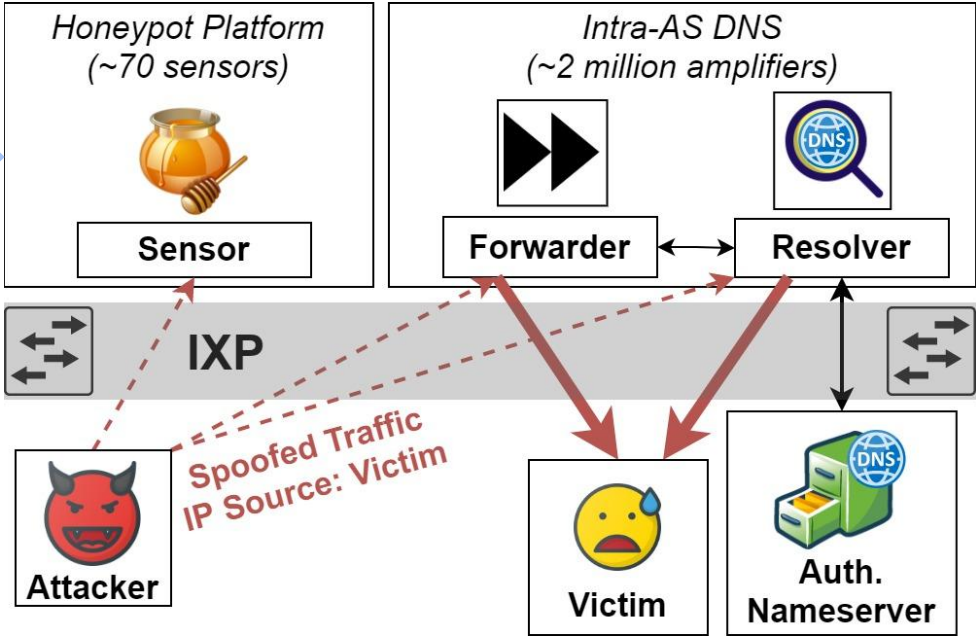 Honeypot Platform
(~70 sensors)
Sensor
Intra-AS DNS
(~2 million amplifiers)
DNS
Forwarder
Resolver
IXP
Spoofed Traffic
IP Source: Victim
Attacker
Victim
DNS
Auth.
Nameserver